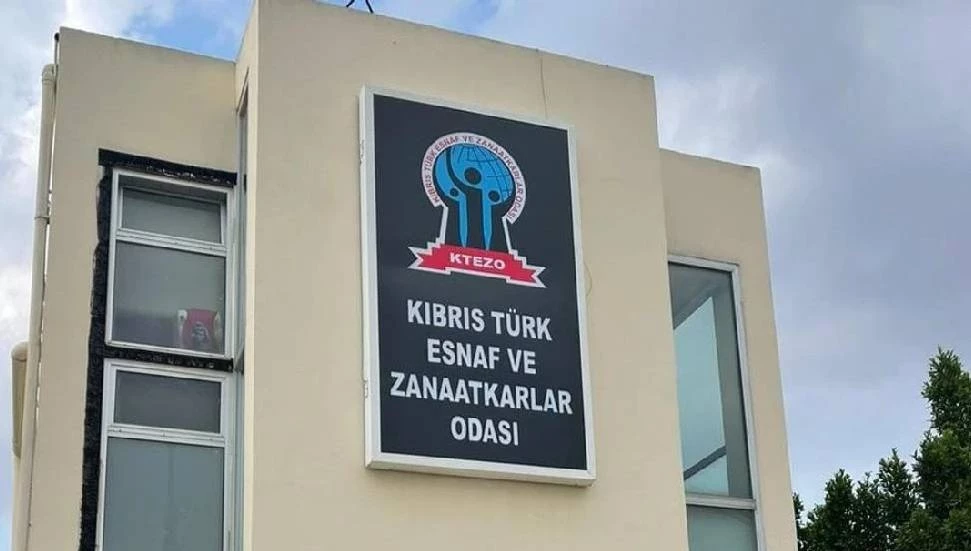 KIBRIS TÜRK ESNAF VE ZANAATKARLAR ODASI
KTEZO
KIBRIS TÜRK
ESNAF VE
ZANAATKARLAR
ODASI